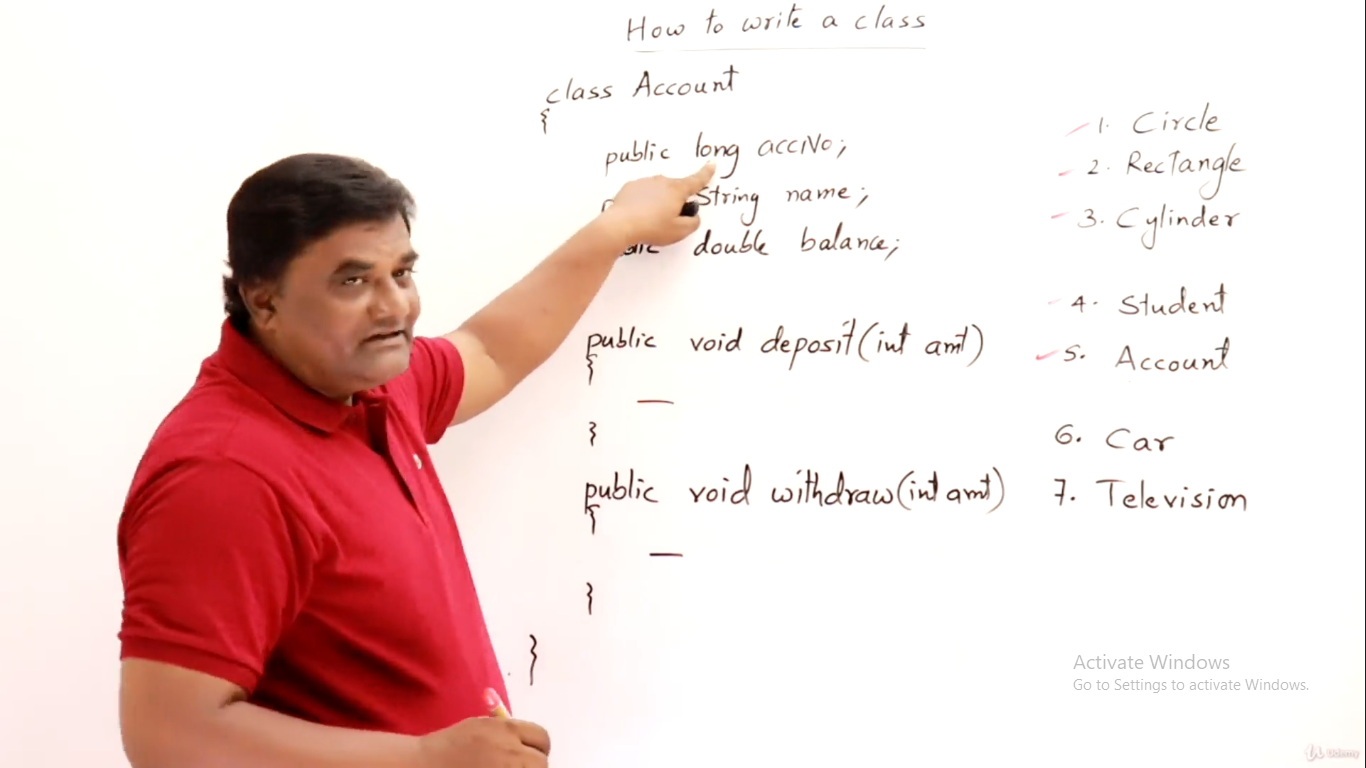 How to write a class
class Account
{
public long accNo;
String name;
double balance;
public void deposit(int amt)
{
}
public void withdraw(int amt)
{
}
}
1. Circle
2. Rectangle
3. Cylinder
4. Student
5. Account
6. Car
7. Television
Activate Windows
Go to Settings to activate Windows.
Udemy